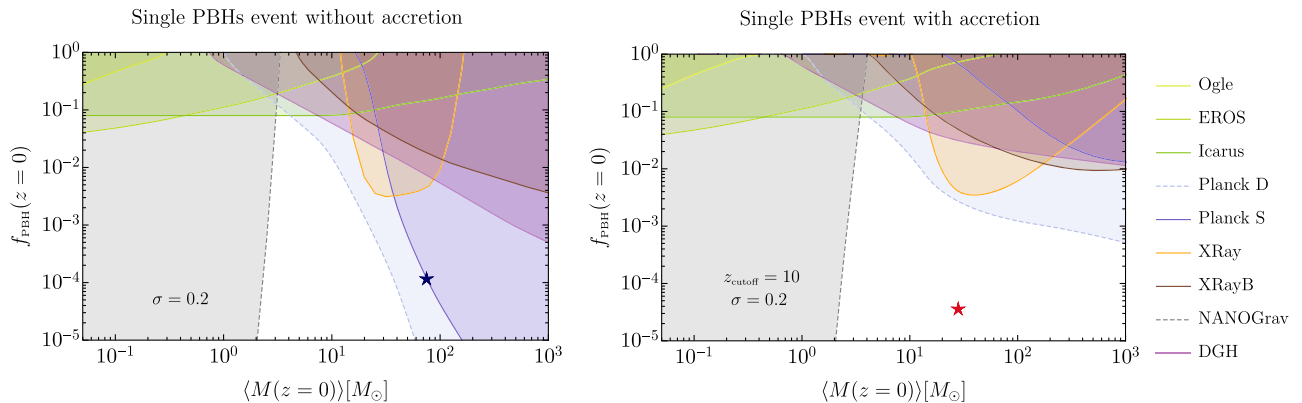 Single PBHs event without accretion
f_PBH(z = 0)
10^0
10^-1
10^-2
10^-3
10^-4
10^-5
σ = 0.2
10^-1
10^0
10^1
10^2
10^3
⟨M(z = 0)⟩[M_⊙]
Single PBHs event with accretion
f_PBH(z = 0)
10^0
10^-1
10^-2
10^-3
10^-4
10^-5
z_cutoff = 10
σ = 0.2
10^-1
10^0
10^1
10^2
10^3
⟨M(z = 0)⟩[M_⊙]
Ogle
EROS
Icarus
Planck D
Planck S
XRay
XRayB
NANOGrav
DGH